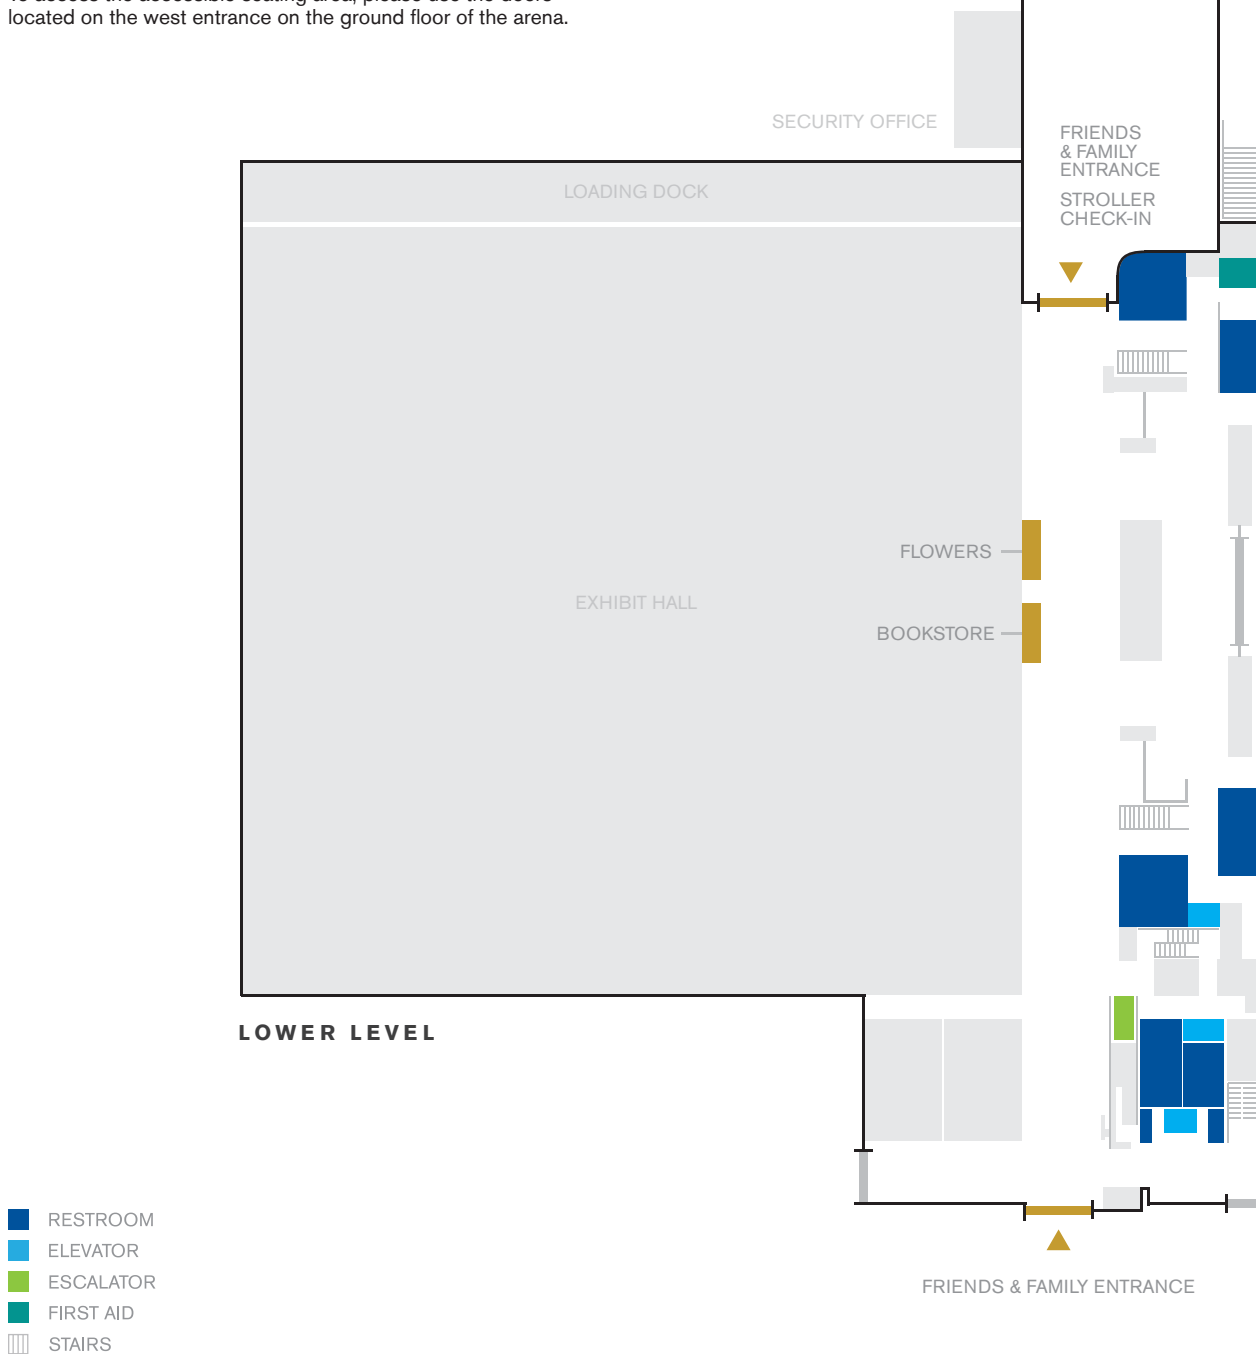 located on the west entrance on the ground floor of the arena.
SECURITY OFFICE
FRIENDS
& FAMILY
ENTRANCE
STROLLER
CHECK-IN
LOADING DOCK
FLOWERS
EXHIBIT HALL
BOOKSTORE
LOWER LEVEL
RESTROOM
ELEVATOR
ESCALATOR
FIRST AID
STAIRS
FRIENDS & FAMILY ENTRANCE